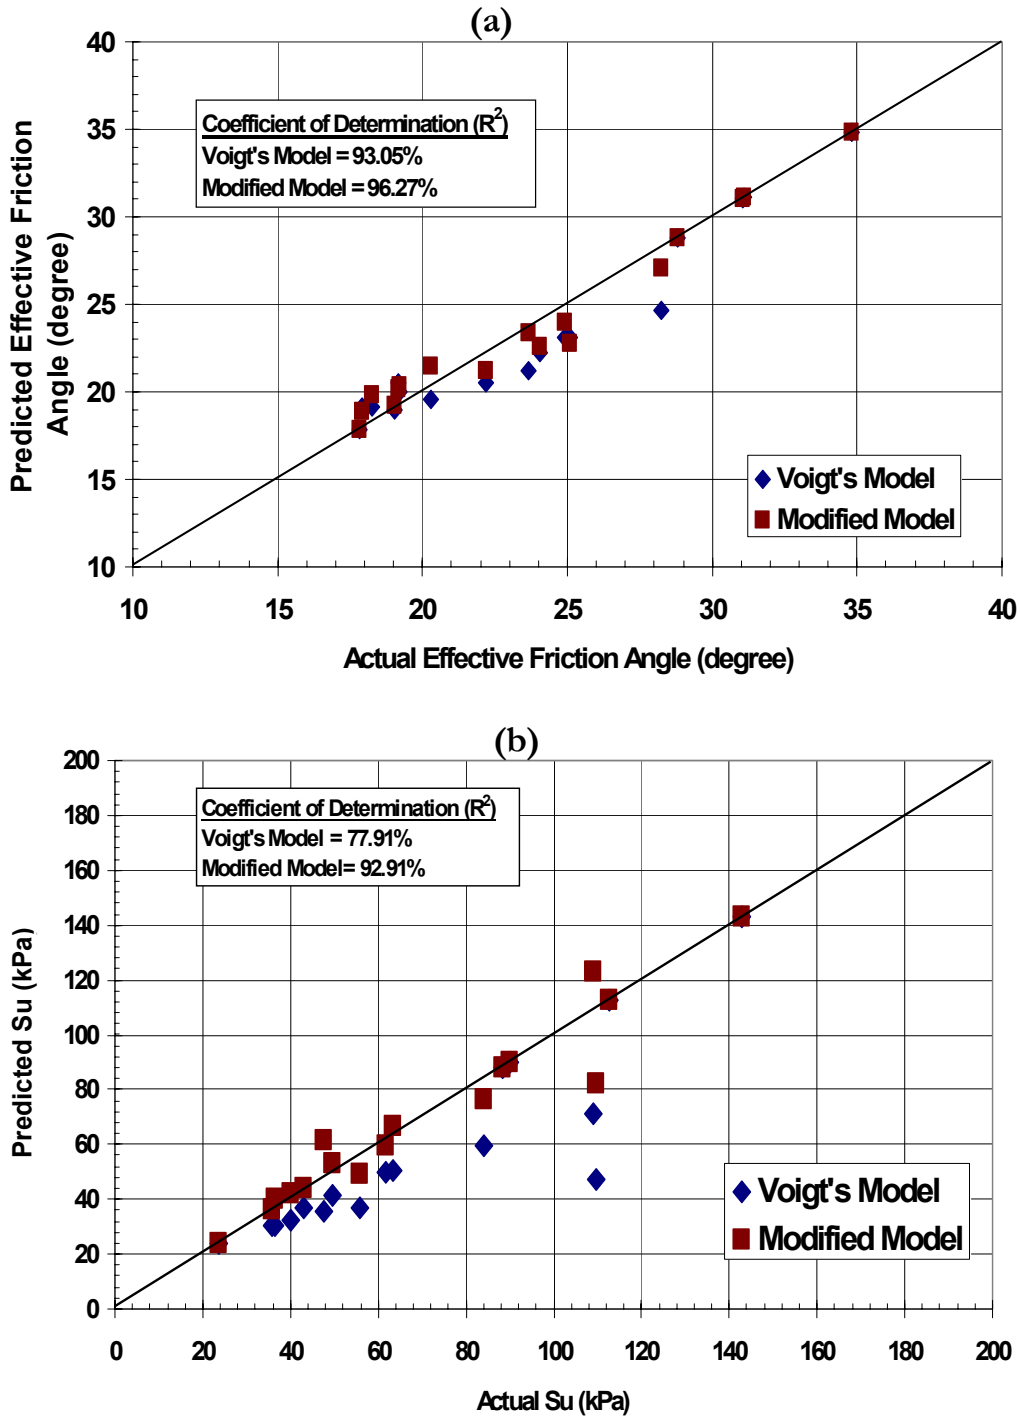 (a)
40
35
30
25
20
15
10
Predicted Effective Friction
Angle (degree)
Coefficient of Determination (R²)
Voigt's Model = 93.05%
Modified Model = 96.27%
Voigt's Model
Modified Model
10 15 20 25 30 35 40
Actual Effective Friction Angle (degree)
(b)
200
180
160
140
120
100
80
60
40
20
0
Predicted Su (kPa)
Coefficient of Determination (R²)
Voigt's Model = 77.91%
Modified Model= 92.91%
Voigt's Model
Modified Model
0 20 40 60 80 100 120 140 160 180 200
Actual Su (kPa)